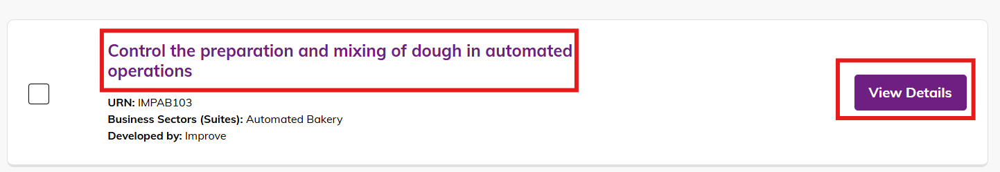 Control the preparation and mixing of dough in automated
operations
URN: IMPAB103
Business Sectors (Suites): Automated Bakery
Developed by: Improve
View Details